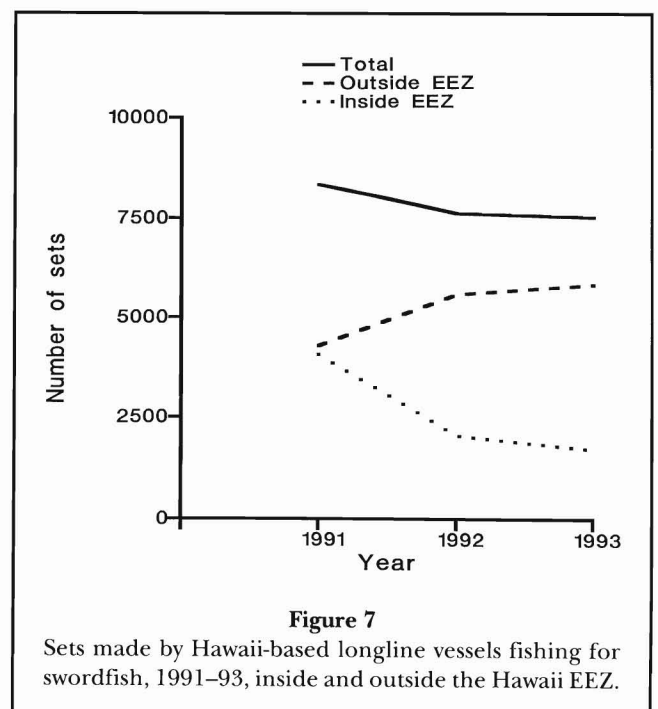 Total
Outside EEZ
Inside EEZ
10000
7500
5000
2500
0
Number of sets
1991 1992 1993
Year
Figure 7
Sets made by Hawaii-based longline vessels fishing for
swordfish, 1991–93, inside and outside the Hawaii EEZ.